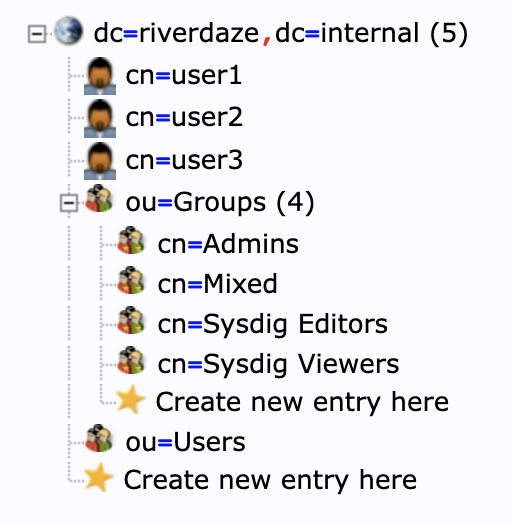 dc=riverdaze,dc=internal (5)
cn=user1
cn=user2
cn=user3
ou=Groups (4)
cn=Admins
cn=Mixed
cn=Sysdig Editors
cn=Sysdig Viewers
Create new entry here
ou=Users
Create new entry here